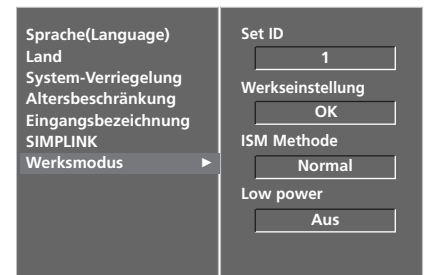 Sprache(Language)
Land
System-Verriegelung
Altersbeschränkung
Eingangsbezeichnung
SIMPLINK
Werksmodus ►
Set ID
1
Werkseinstellung
OK
ISM Methode
Normal
Low power
Aus